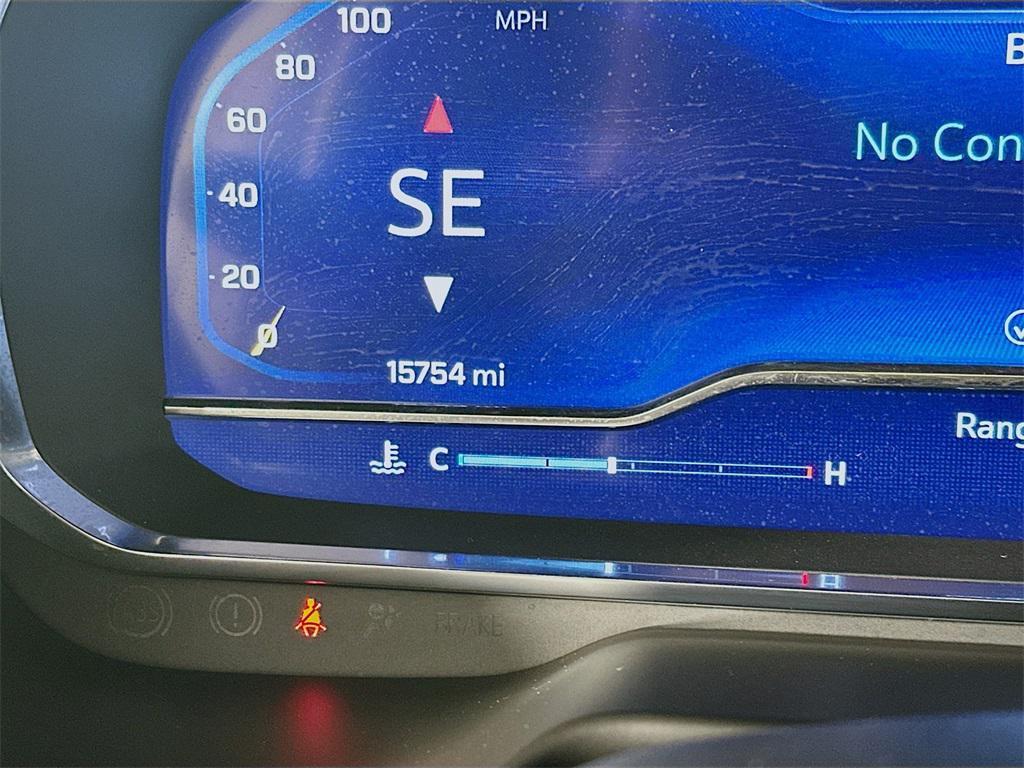 100
MPH
80
60
40
20
0
SE
15754 mi
B
No Con
Rang
C
H
BRAKE